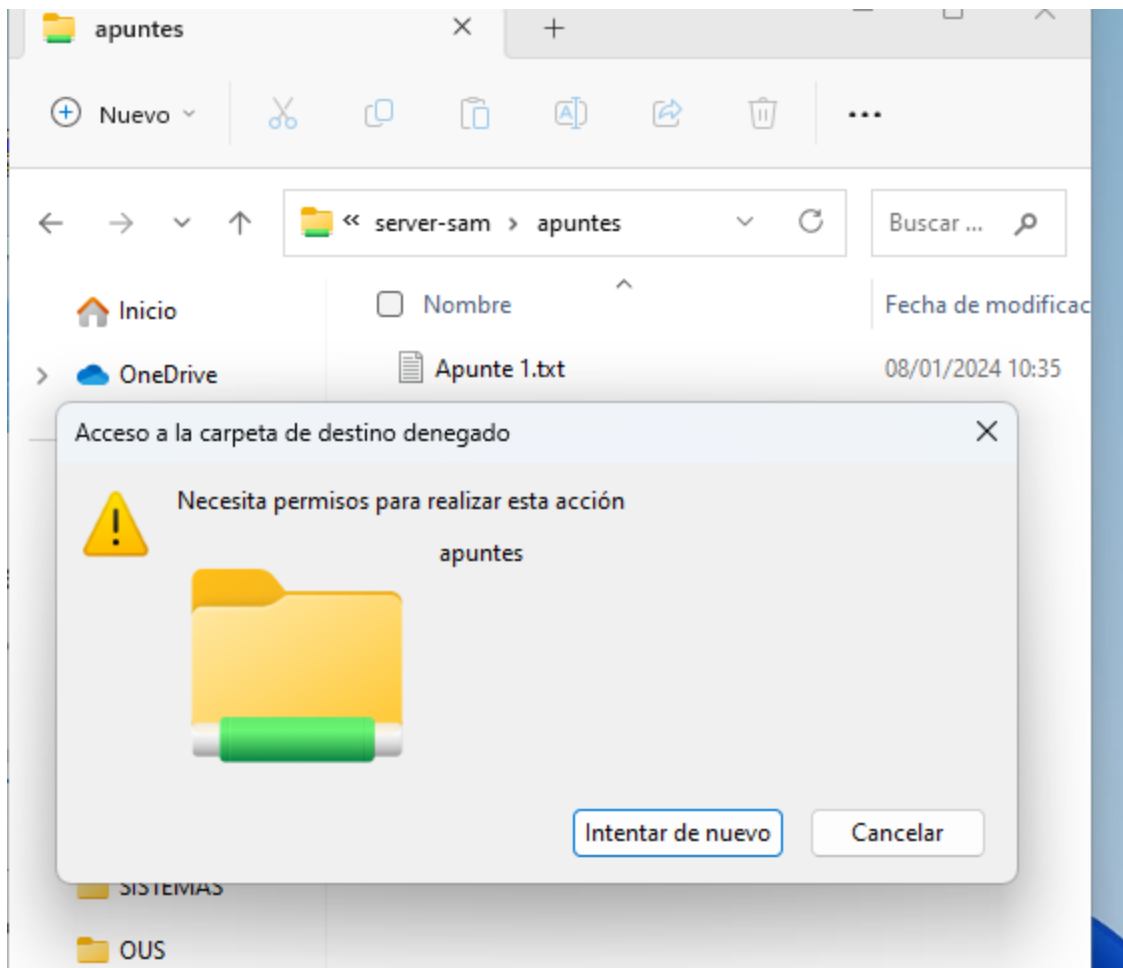 apuntes
Nuevo
« server-sam > apuntes
Buscar ...
Inicio
Nombre
Fecha de modificac
OneDrive
Apunte 1.txt
08/01/2024 10:35
Acceso a la carpeta de destino denegado
Necesita permisos para realizar esta acción
apuntes
Intentar de nuevo
Cancelar
SISTEMAS
OUS